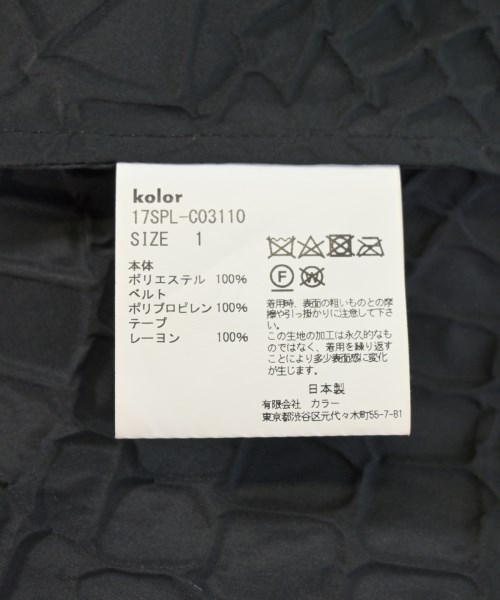 kolor
17SPL-C03110
SIZE 1
本体
ポリエステル 100%
ベルト
ポリプロピレン 100%
テープ
レーヨン 100%
F
W
着用時、表面の粗いものとの摩
擦や引っ掛かりに注意して下さ
い。
この生地の加工は永久的なも
のではなく、着用を繰り返す
ことにより多少表面感に変化
が生じます。
日本製
有限会社 カラー
東京都渋谷区元代々木町55-7-B1